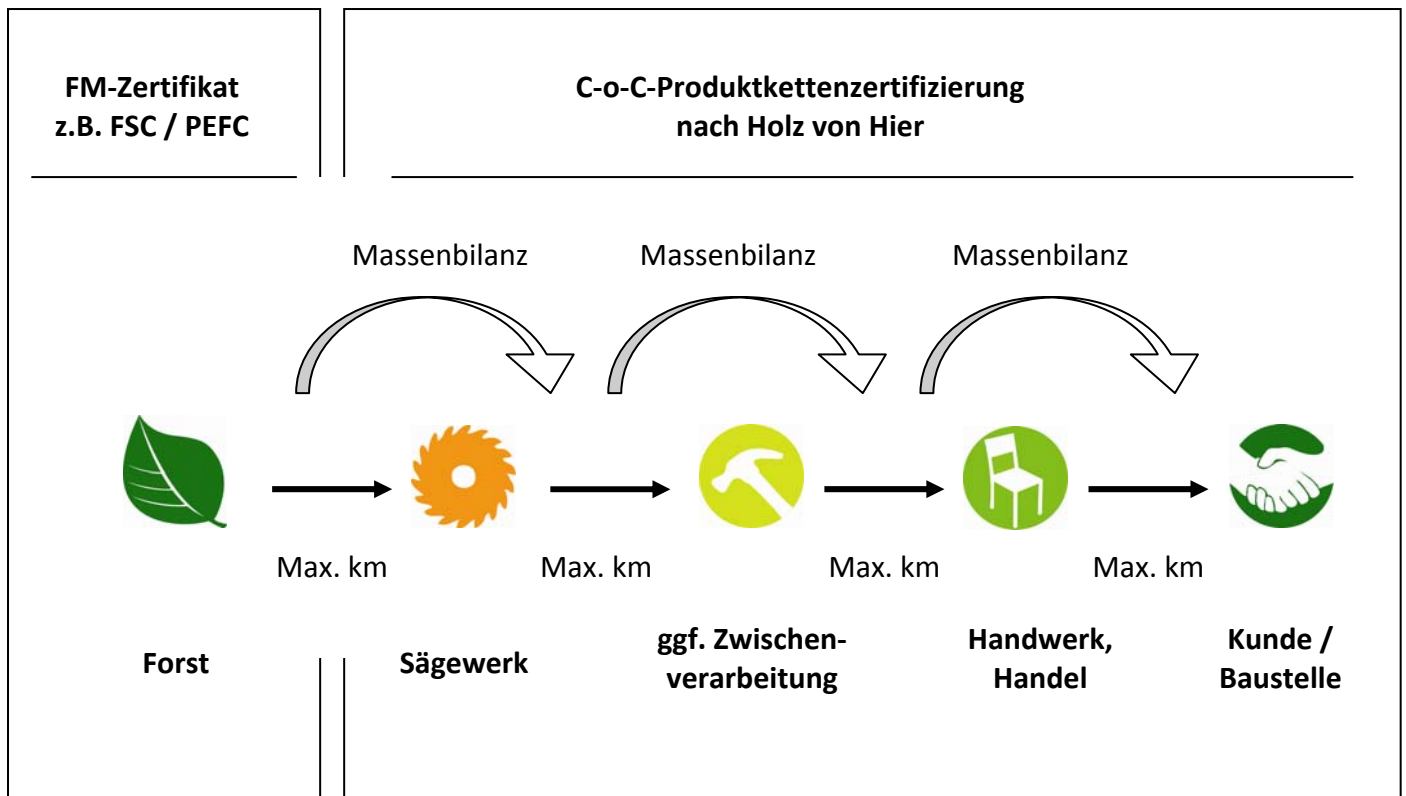 FM-Zertifikat
z.B. FSC / PEFC
C-o-C-Produktkettenzertifizierung
nach Holz von Hier
Massenbilanz
Massenbilanz
Massenbilanz
Max. km
Max. km
Max. km
Max. km
Forst
Sägewerk
ggf. Zwischen-
verarbeitung
Handwerk,
Handel
Kunde /
Baustelle